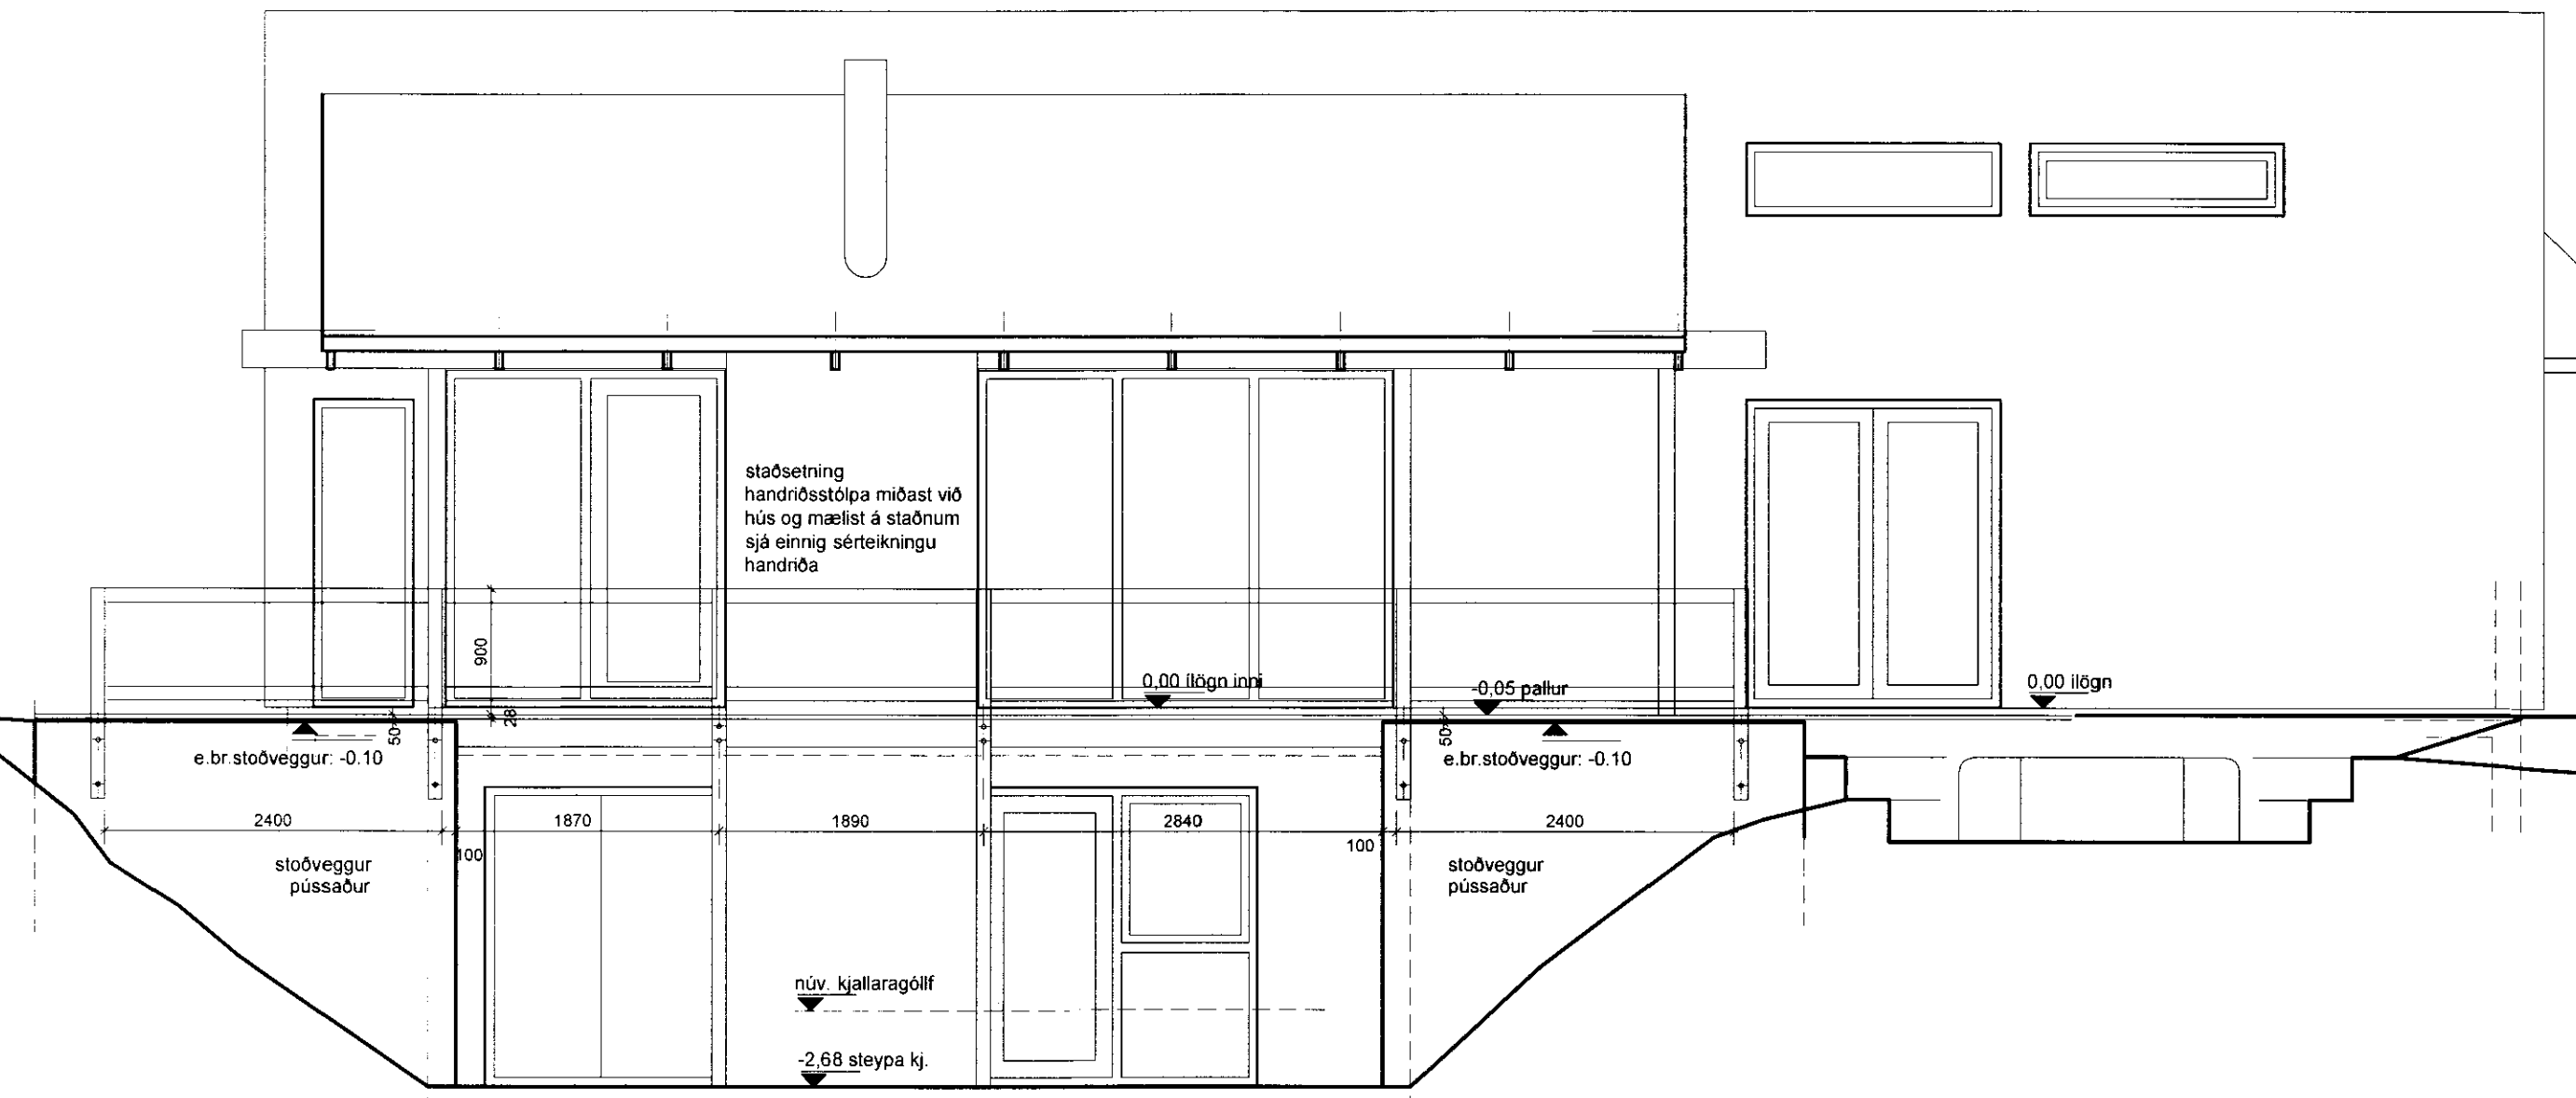 staðsetning
handriðsstólpa miðast við
hús og mælist á staðnum
sjá einnig sérteikningu
handriða
900
28
50
0,00 ílögn inni
-0,05 pallur
0,00 ílögn
50
e.br.stoðveggur: -0.10
e.br.stoðveggur: -0.10
2400
100
1870
1890
2840
100
2400
stoðveggur
pússaður
stoðveggur
pússaður
núv. kjallaragóllf
-2,68 steypa kj.